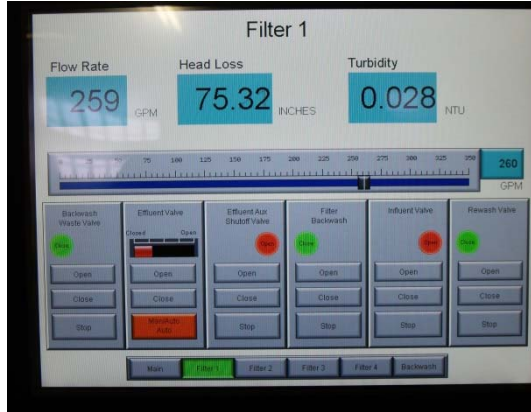 Filter 1
Flow Rate
Head Loss
Turbidity
259 GPM
75.32 INCHES
0.028 NTU
75 100 125 150 175 200 225 250 275 300 325 350
260
GPM
Backwash
Waste Valve
Close
Open
Close
Stop
Effluent Valve
Closed Open
Open
Close
Man/Auto
Auto
Effluent Aux
Shutoff Valve
Open
Open
Close
Stop
Filter
Backwash
Close
Open
Close
Stop
Influent Valve
Open
Open
Close
Stop
Rewash Valve
Close
Open
Close
Stop
Main
Filter 1
Filter 2
Filter 3
Filter 4
Backwash